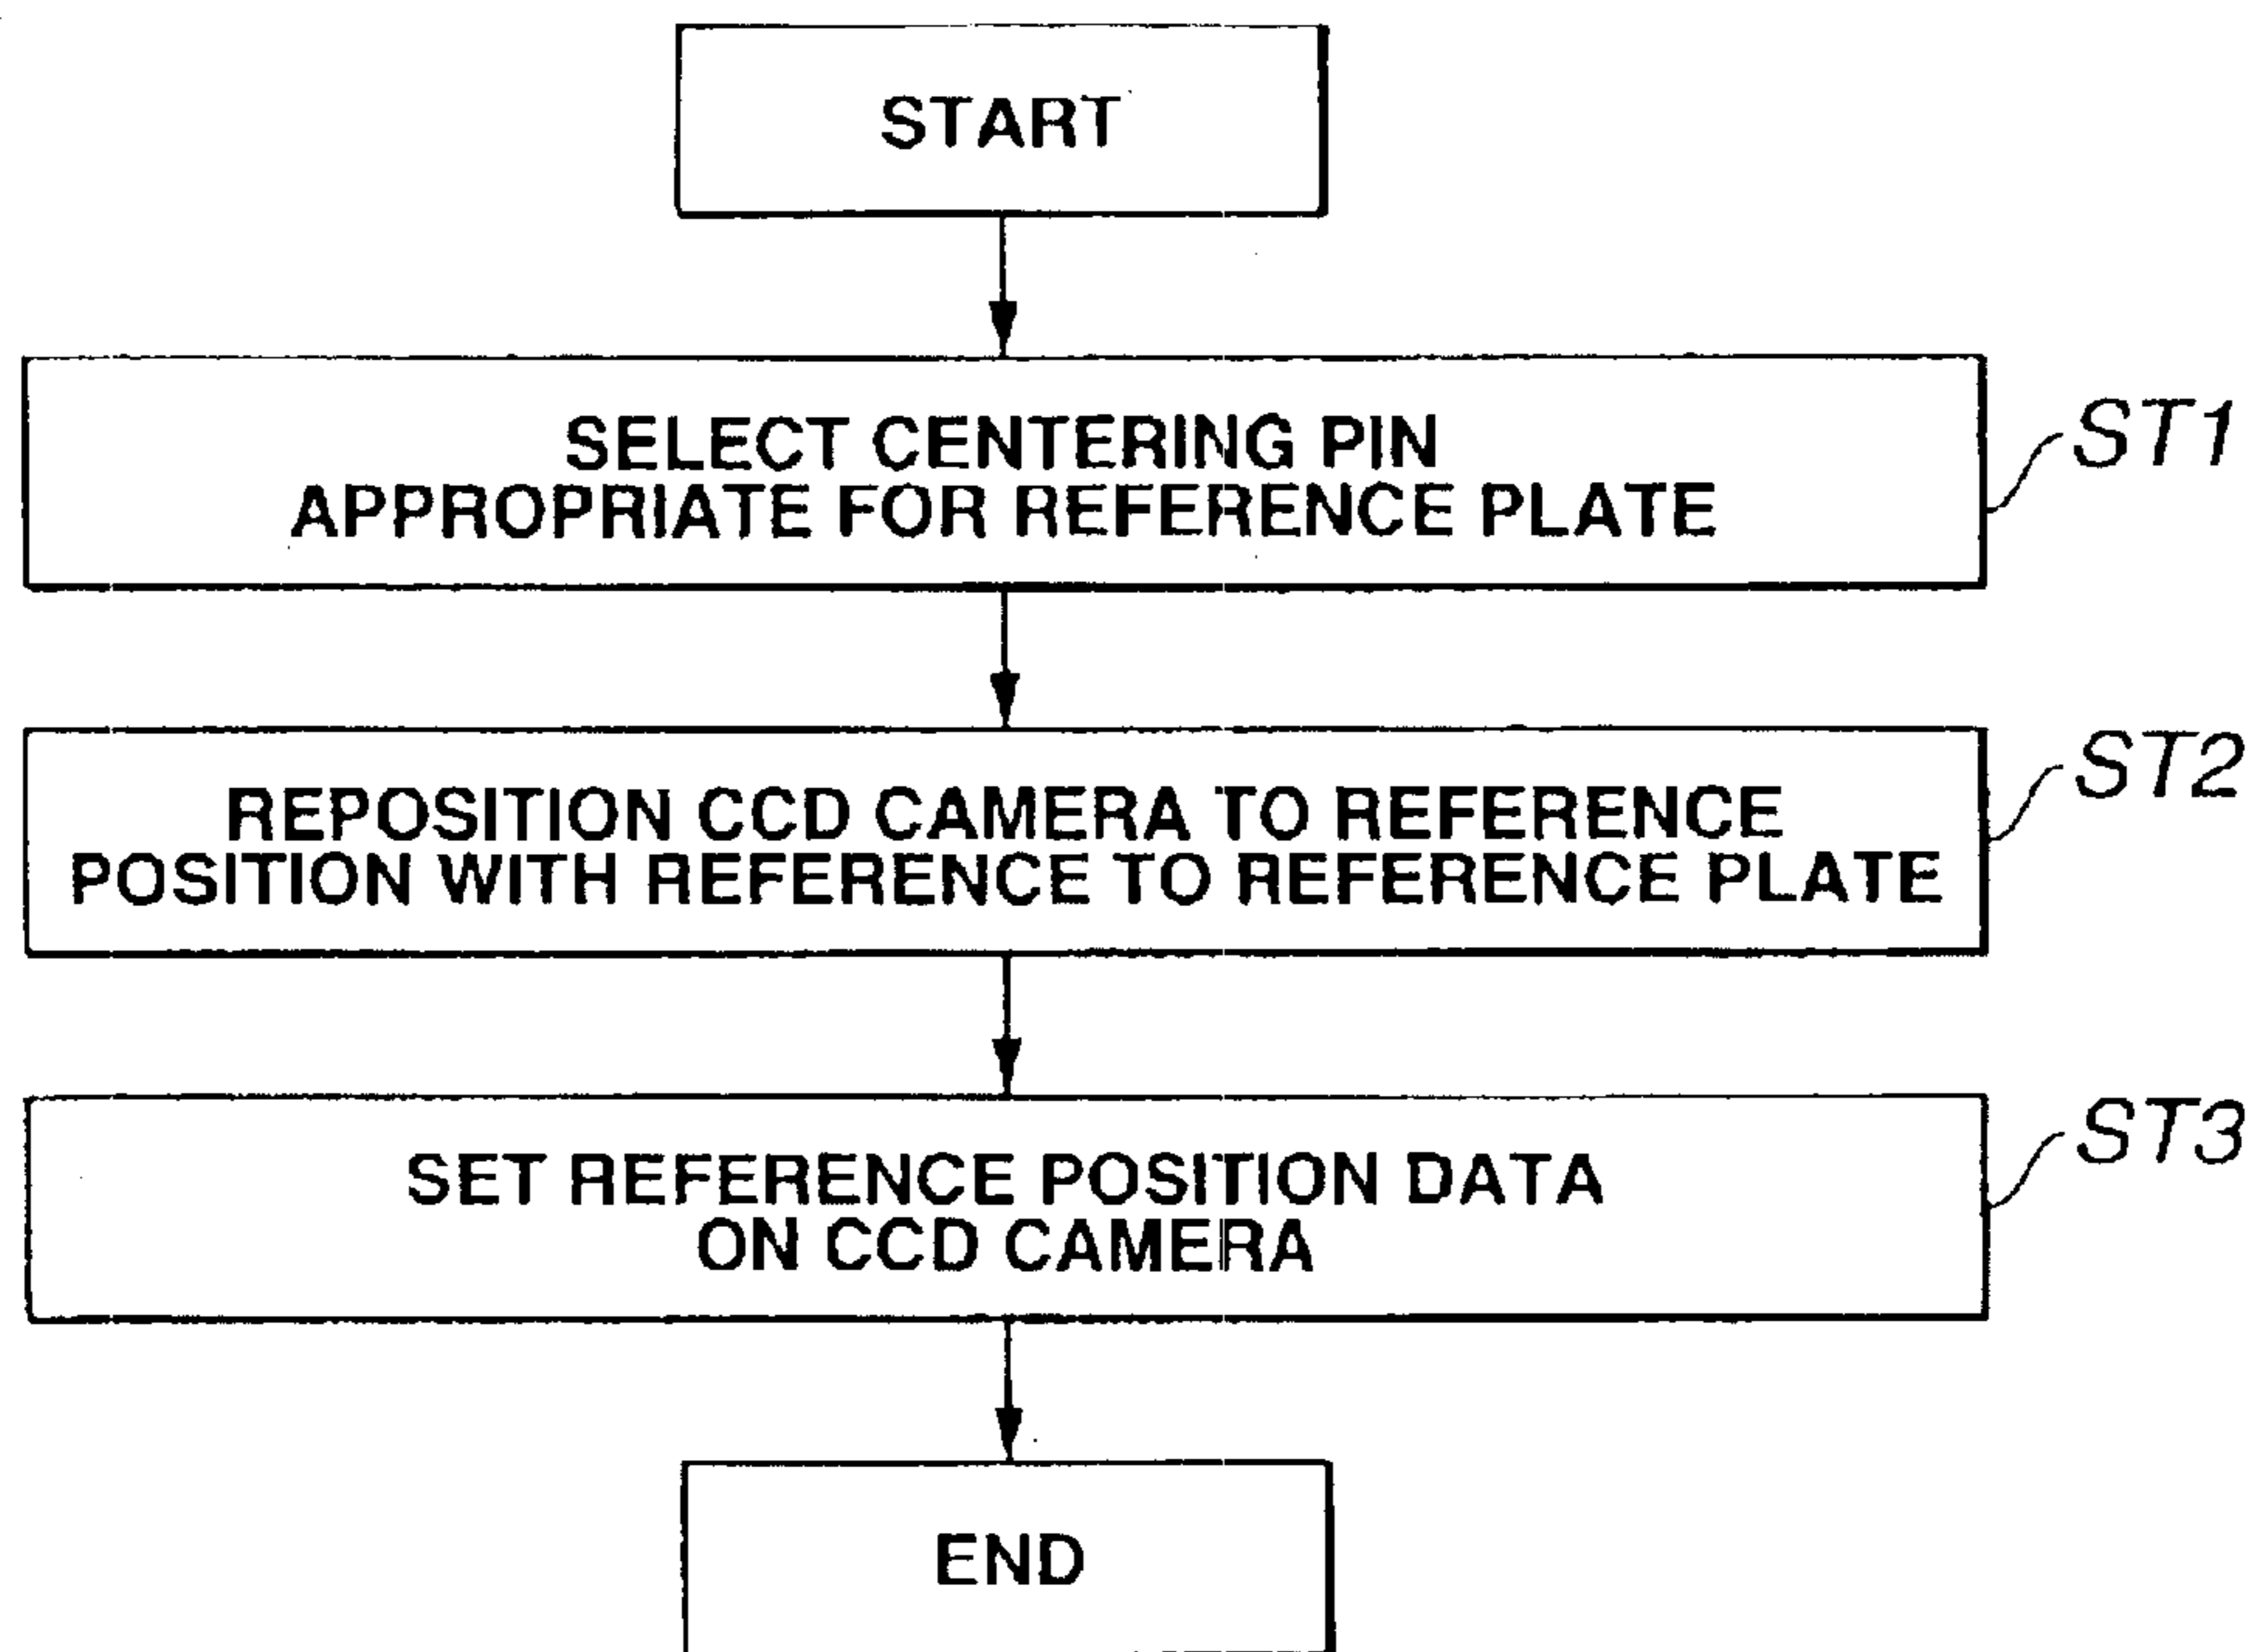 START
SELECT CENTERING PIN
APPROPRIATE FOR REFERENCE PLATE
ST1
REPOSITION CCD CAMERA TO REFERENCE
POSITION WITH REFERENCE TO REFERENCE PLATE
ST2
SET REFERENCE POSITION DATA
ON CCD CAMERA
ST3
END